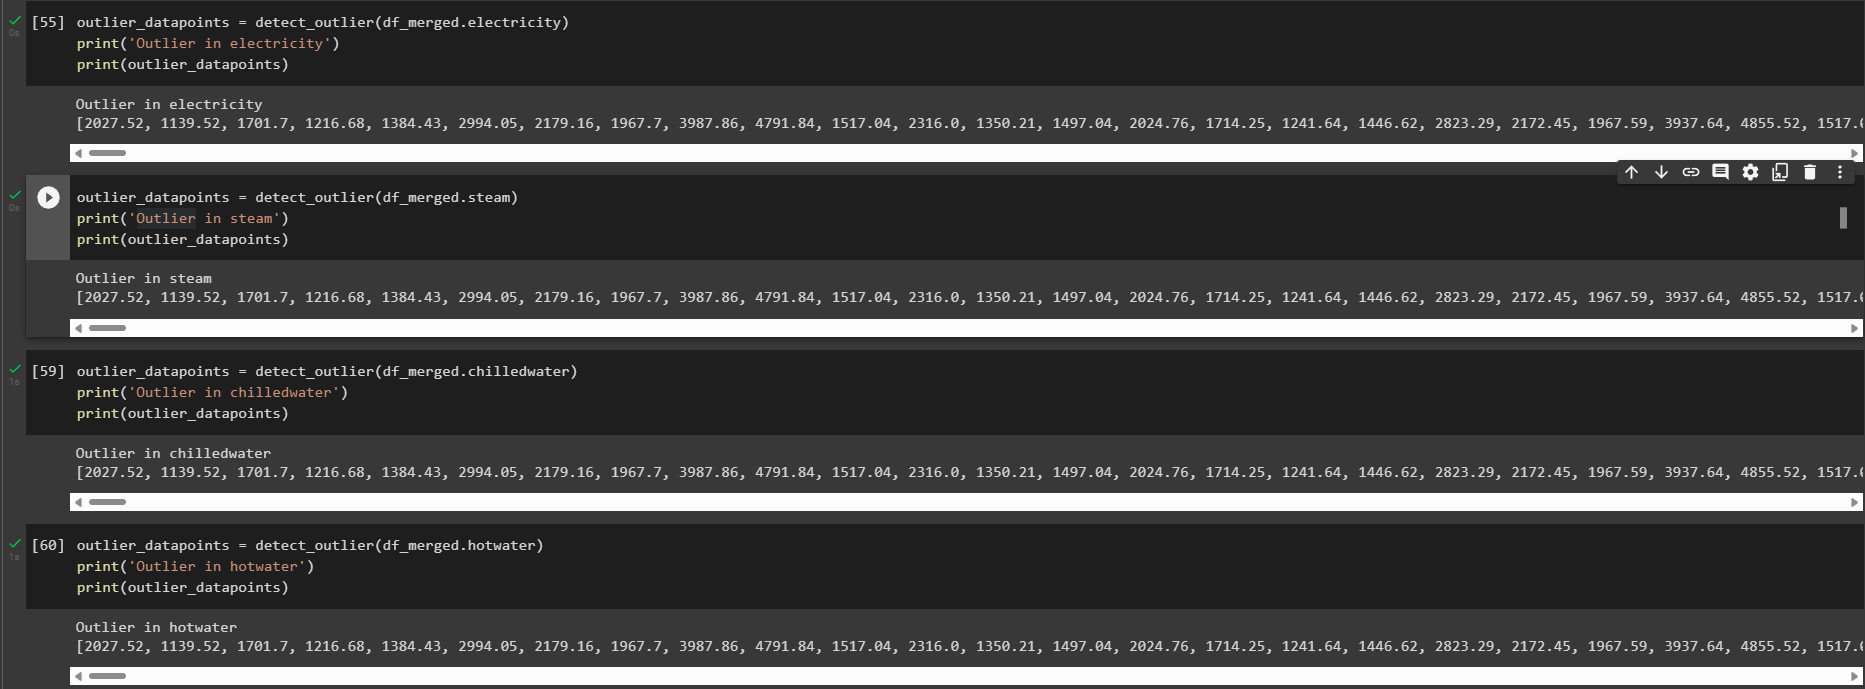 [55] outlier_datapoints = detect_outlier(df_merged.electricity)
0s
print('Outlier in electricity')
print(outlier_datapoints)
Outlier in electricity
[2027.52, 1139.52, 1701.7, 1216.68, 1384.43, 2994.05, 2179.16, 1967.7, 3987.86, 4791.84, 1517.04, 2316.0, 1350.21, 1497.04, 2024.76, 1714.25, 1241.64, 1446.62, 2823.29, 2172.45, 1967.59, 3937.64, 4855.52, 1517.0
outlier_datapoints = detect_outlier(df_merged.steam)
0s
print('Outlier in steam')
print(outlier_datapoints)
Outlier in steam
[2027.52, 1139.52, 1701.7, 1216.68, 1384.43, 2994.05, 2179.16, 1967.7, 3987.86, 4791.84, 1517.04, 2316.0, 1350.21, 1497.04, 2024.76, 1714.25, 1241.64, 1446.62, 2823.29, 2172.45, 1967.59, 3937.64, 4855.52, 1517.0
[59] outlier_datapoints = detect_outlier(df_merged.chilledwater)
1s
print('Outlier in chilledwater')
print(outlier_datapoints)
Outlier in chilledwater
[2027.52, 1139.52, 1701.7, 1216.68, 1384.43, 2994.05, 2179.16, 1967.7, 3987.86, 4791.84, 1517.04, 2316.0, 1350.21, 1497.04, 2024.76, 1714.25, 1241.64, 1446.62, 2823.29, 2172.45, 1967.59, 3937.64, 4855.52, 1517.0
[60] outlier_datapoints = detect_outlier(df_merged.hotwater)
1s
print('Outlier in hotwater')
print(outlier_datapoints)
Outlier in hotwater
[2027.52, 1139.52, 1701.7, 1216.68, 1384.43, 2994.05, 2179.16, 1967.7, 3987.86, 4791.84, 1517.04, 2316.0, 1350.21, 1497.04, 2024.76, 1714.25, 1241.64, 1446.62, 2823.29, 2172.45, 1967.59, 3937.64, 4855.52, 1517.0